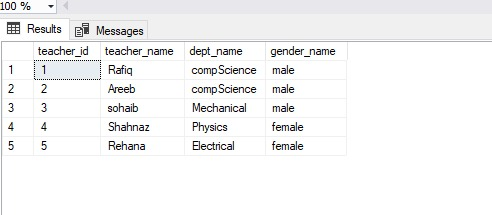 100 %
Results Messages
teacher_id teacher_name dept_name gender_name
1 1 Rafiq compScience male
2 2 Areeb compScience male
3 3 sohaib Mechanical male
4 4 Shahnaz Physics female
5 5 Rehana Electrical female